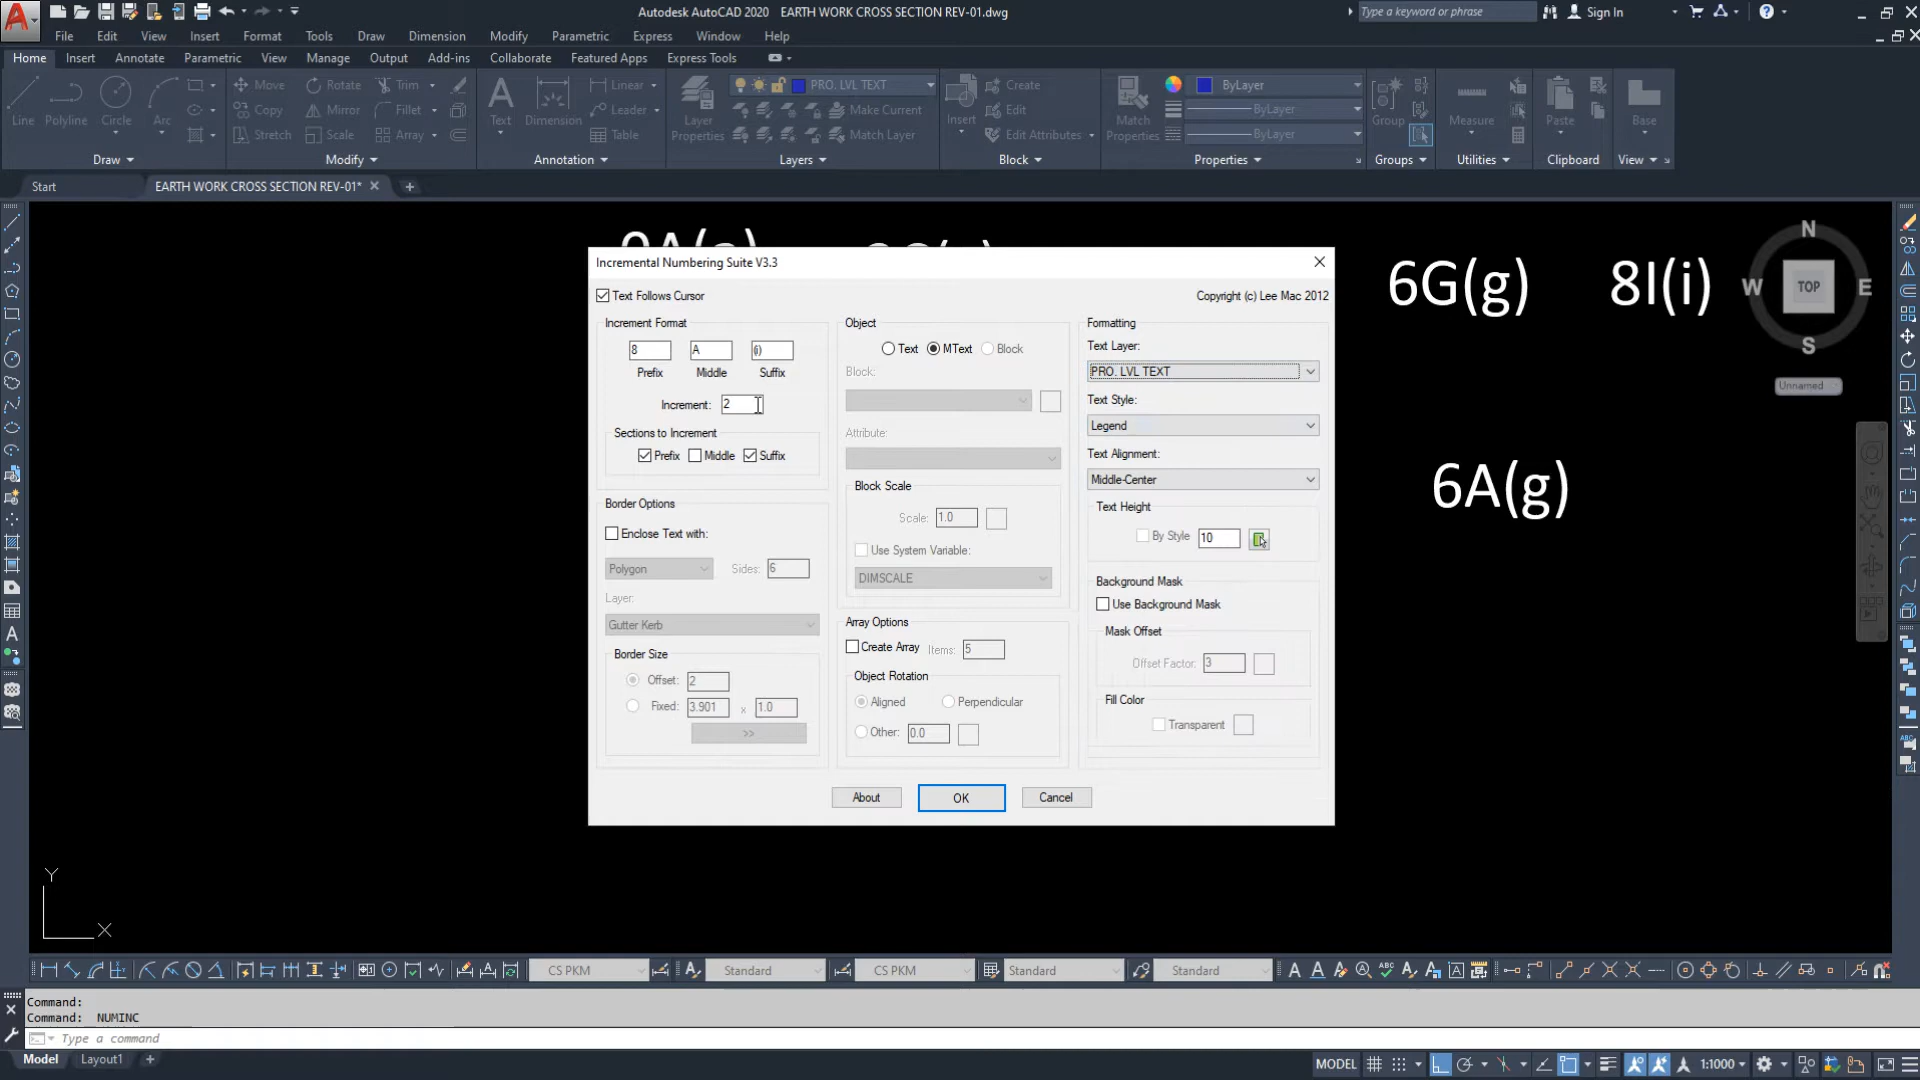 Autodesk AutoCAD 2020 EARTH WORK CROSS SECTION REV-01.dwg
Type a keyword or phrase
Sign In
File Edit View Insert Format Tools Draw Dimension Modify Parametric Express Window Help
Home Insert Annotate Parametric View Manage Output Add-ins Collaborate Featured Apps Express Tools
Line Polyline Circle Arc
Move Rotate Trim
Copy Mirror Fillet
Stretch Scale Array
Text Dimension
Linear
Leader
Table
Layer Properties
PRO. LVL TEXT
Make Current
Match Layer
Insert
Create
Edit
Edit Attributes
Match Properties
ByLayer
ByLayer
ByLayer
Group
Measure
Paste
Base
Draw Modify Annotation Layers Block Properties Groups Utilities Clipboard View
Start
EARTH WORK CROSS SECTION REV-01*
6G(g)
8I(i)
6A(g)
N
W TOP E
S
Unnamed
Incremental Numbering Suite V3.3
Text Follows Cursor
Copyright (c) Lee Mac 2012
Increment Format
8 A (i)
Prefix Middle Suffix
Increment: 2
Sections to Increment
Prefix Middle Suffix
Border Options
Enclose Text with:
Polygon Sides: 6
Layer:
Gutter Kerb
Border Size
Offset: 2
Fixed: 3.901 x 1.0
>>
Object
Text MText Block
Block:
Attribute:
Block Scale
Scale: 1.0
Use System Variable:
DIMSCALE
Array Options
Create Array Items: 5
Object Rotation
Aligned Perpendicular
Other: 0.0
Formatting
Text Layer:
PRO. LVL TEXT
Text Style:
Legend
Text Alignment:
Middle-Center
Text Height
By Style 10
Background Mask
Use Background Mask
Mask Offset
Offset Factor: 3
Fill Color
Transparent
About OK Cancel
Y
X
CS PKM Standard CS PKM Standard Standard
Command:
Command: NUMINC
Type a command
Model Layout1
MODEL 1:1000